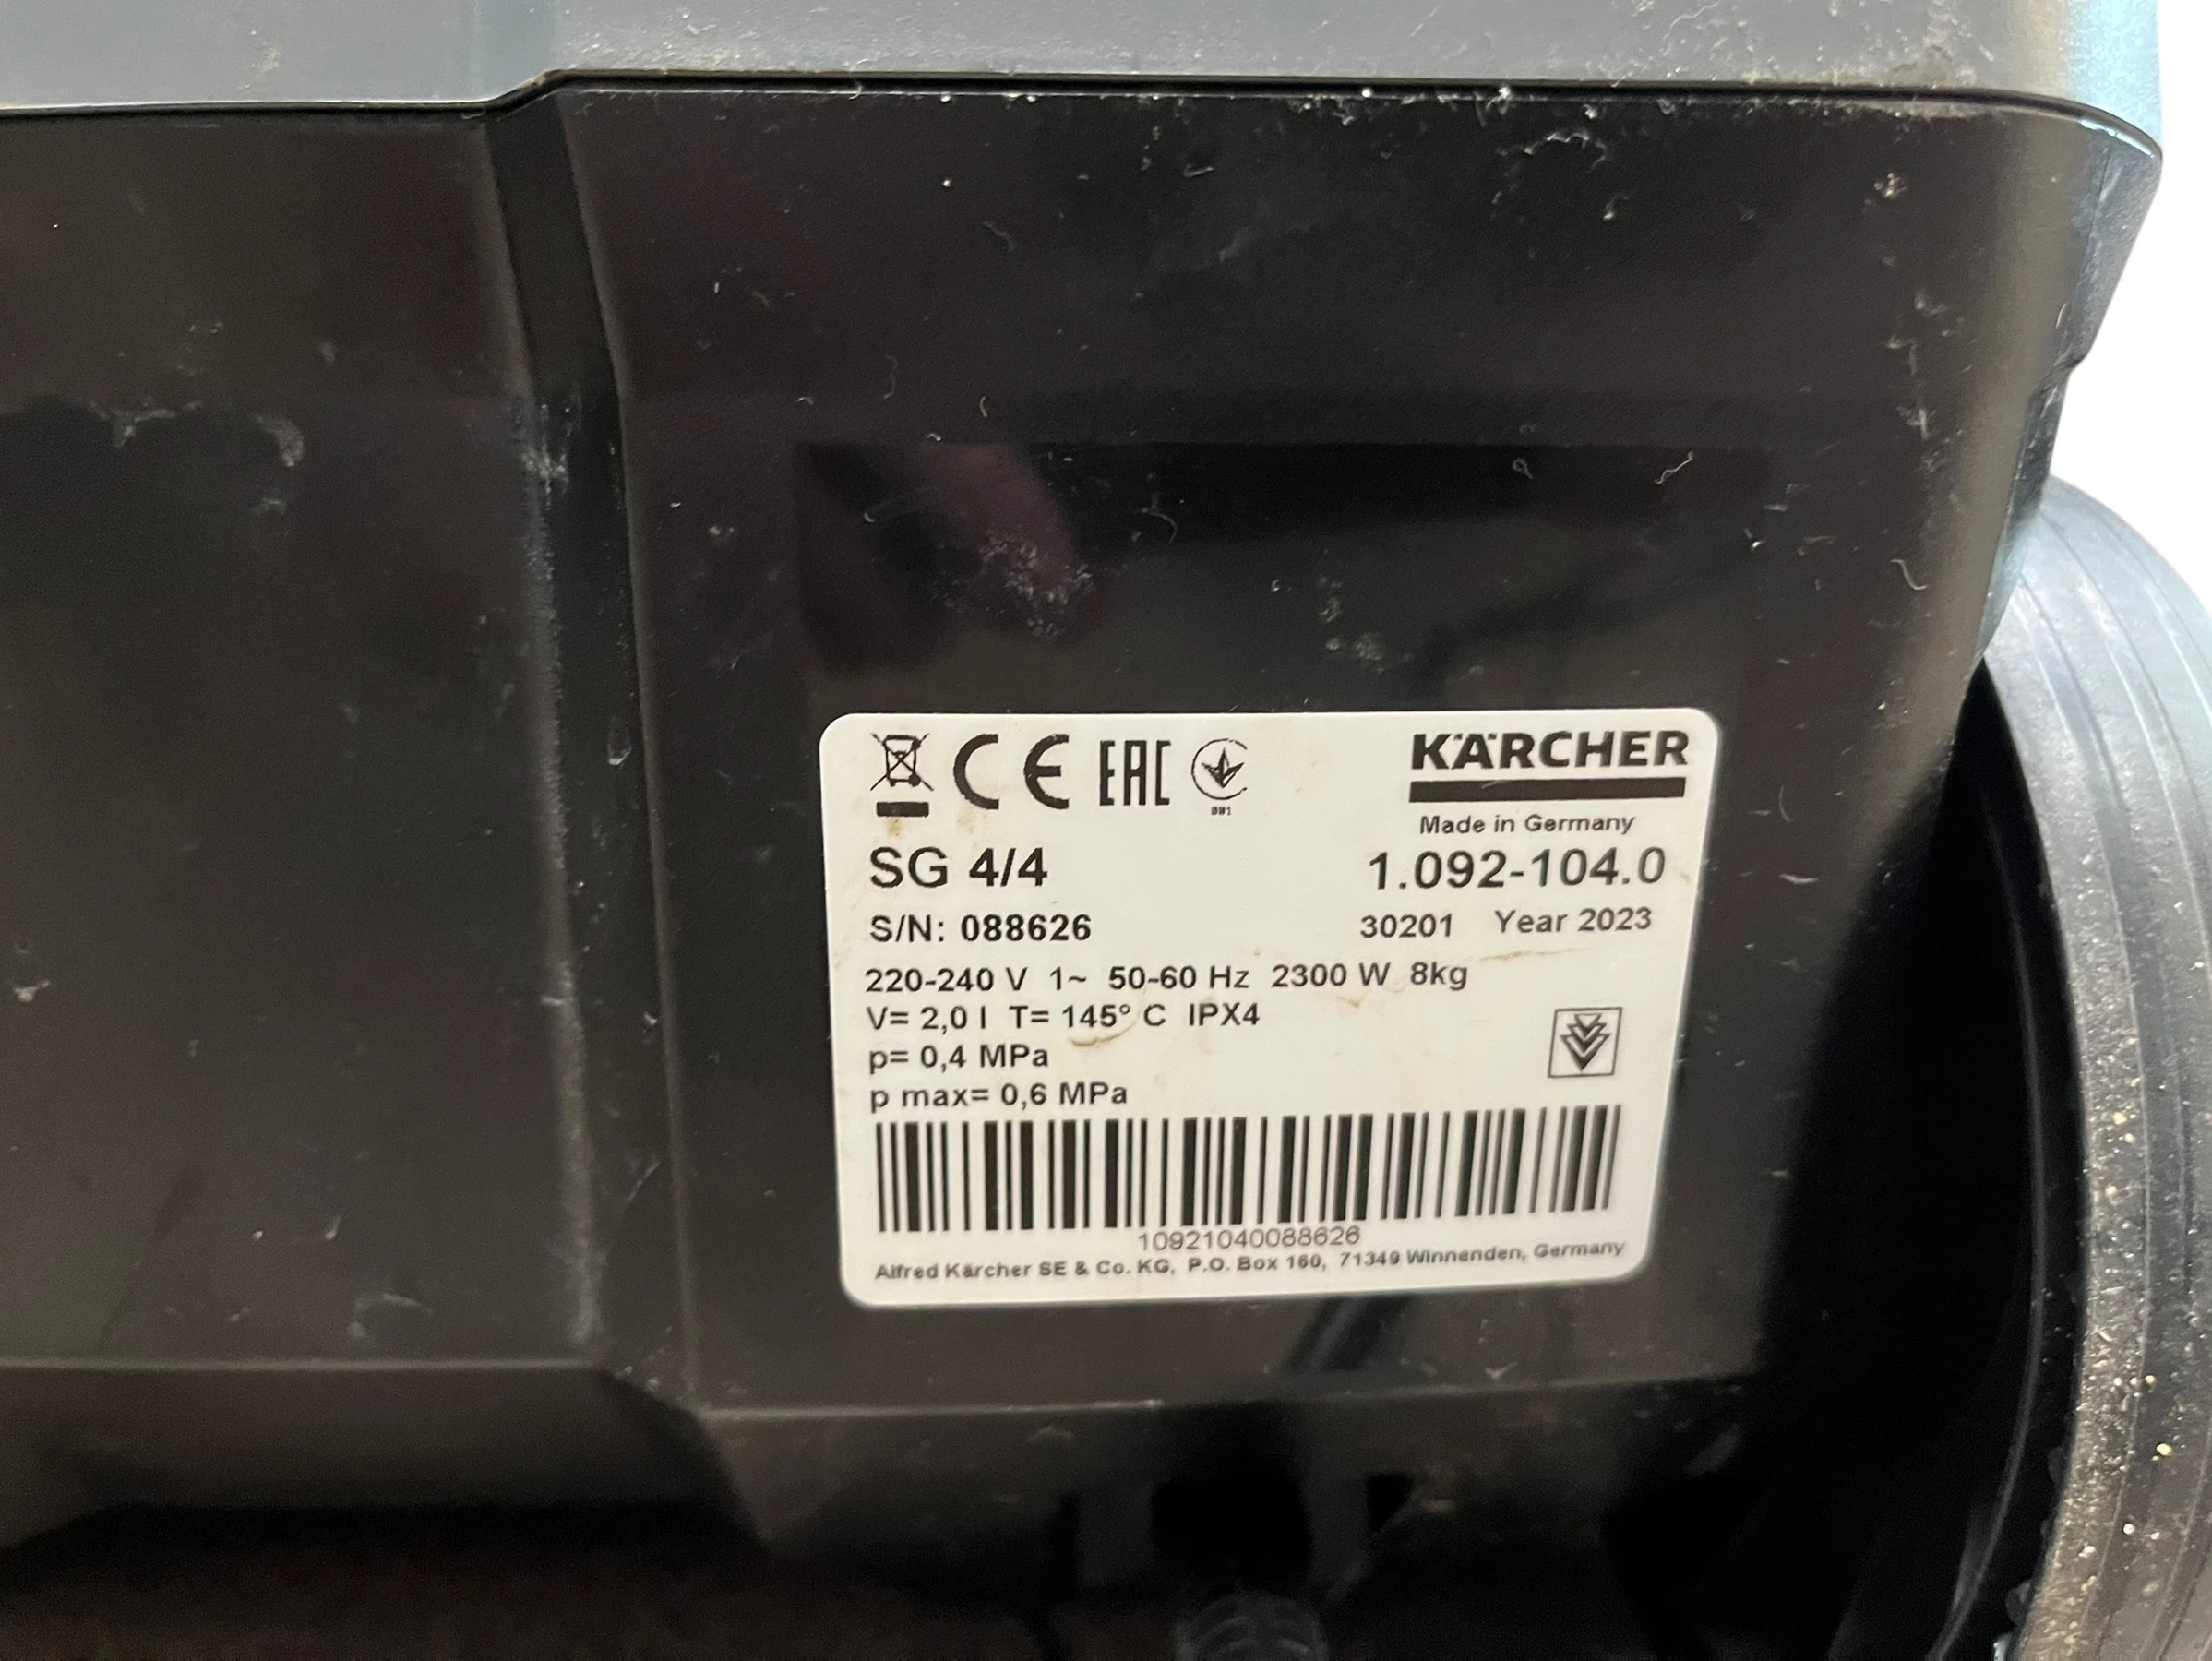 CE EAC
KÄRCHER
Made in Germany
SG 4/4 1.092-104.0
S/N: 088626 30201 Year 2023
220-240 V 1~ 50-60 Hz 2300 W 8kg
V= 2,0 l T= 145° C IPX4
p= 0,4 MPa
p max= 0,6 MPa
10921040088626
Alfred Kärcher SE & Co. KG, P.O. Box 160, 71349 Winnenden, Germany